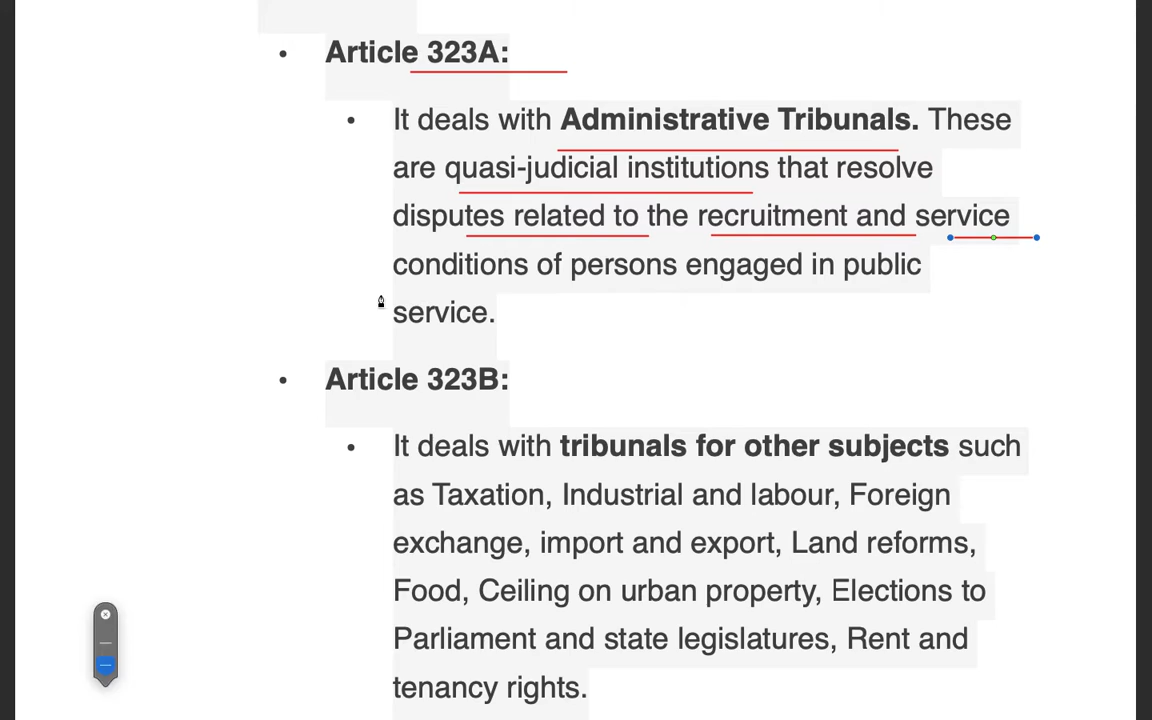 • Article 323A:
• It deals with Administrative Tribunals. These
are quasi-judicial institutions that resolve
disputes related to the recruitment and service
conditions of persons engaged in public
service.
• Article 323B:
• It deals with tribunals for other subjects such
as Taxation, Industrial and labour, Foreign
exchange, import and export, Land reforms,
Food, Ceiling on urban property, Elections to
Parliament and state legislatures, Rent and
tenancy rights.